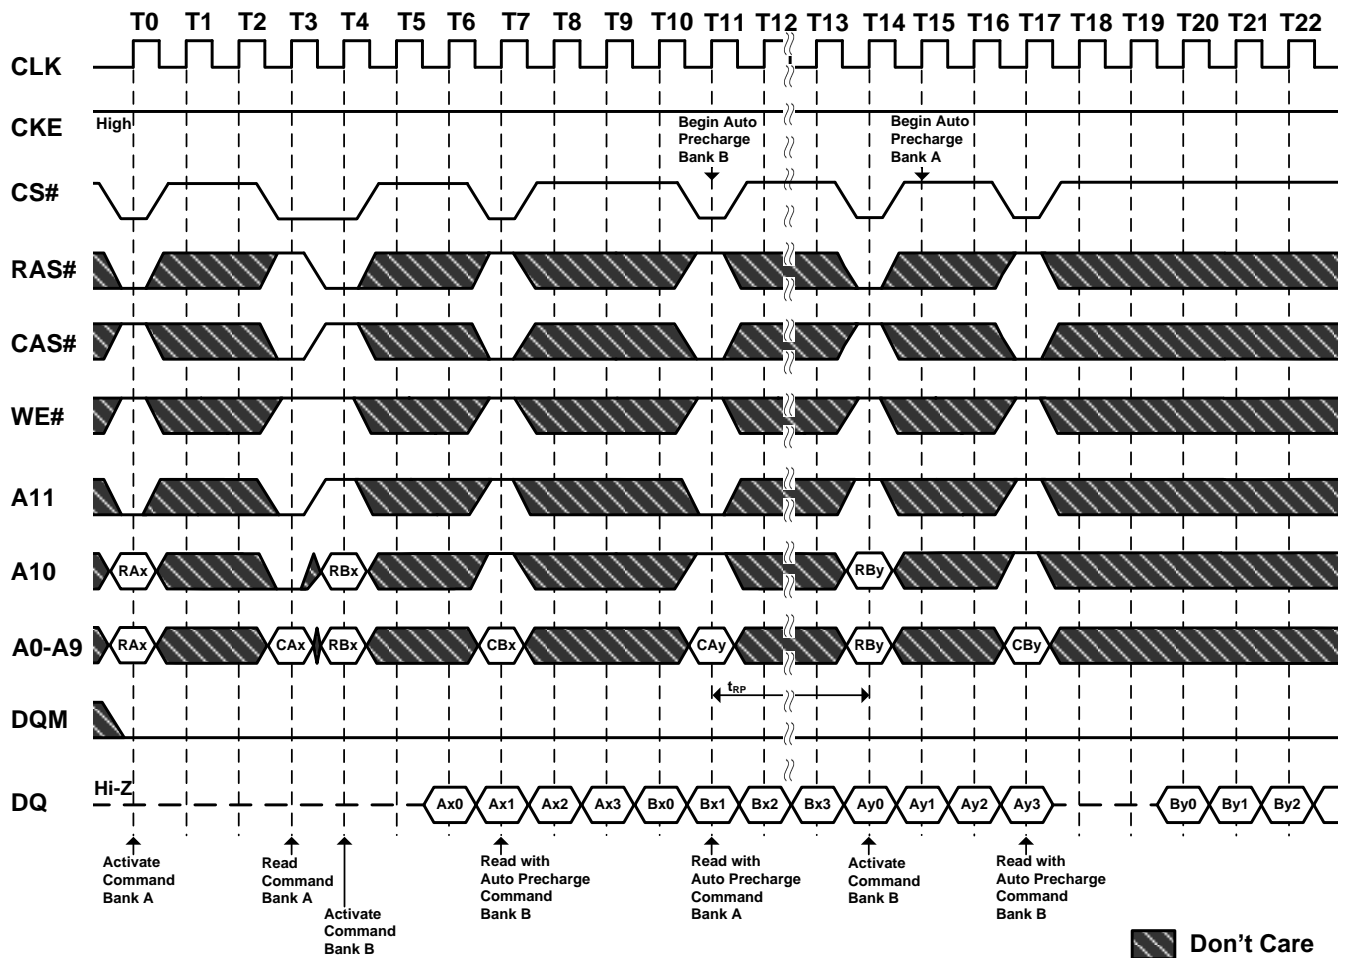 T0 T1 T2 T3 T4 T5 T6 T7 T8 T9 T10 T11 T12 T13 T14 T15 T16 T17 T18 T19 T20 T21 T22
CLK
CKE
High
Begin Auto
Precharge
Bank B
Begin Auto
Precharge
Bank A
CS#
RAS#
CAS#
WE#
A11
A10
RAx RBx RBy
A0-A9
RAx CAx RBx CBx CAy RBy CBy
tRP
DQM
DQ
Hi-Z
Ax0 Ax1 Ax2 Ax3 Bx0 Bx1 Bx2 Bx3 Ay0 Ay1 Ay2 Ay3 By0 By1 By2
Activate
Command
Bank A
Read
Command
Bank A
Activate
Command
Bank B
Read with
Auto Precharge
Command
Bank B
Read with
Auto Precharge
Command
Bank A
Activate
Command
Bank B
Read with
Auto Precharge
Command
Bank B
Don't Care